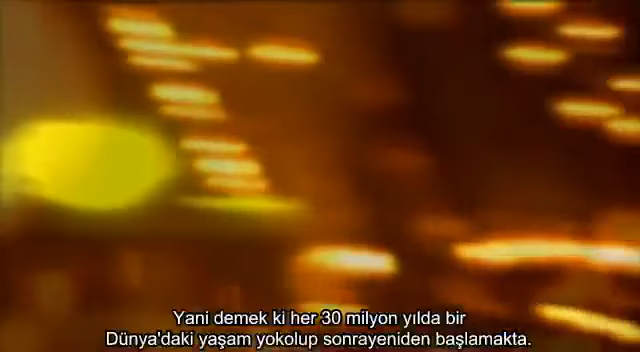 Yani demek ki her 30 milyon yılda bir
Dünya'daki yaşam yokolup sonrayeniden başlamakta.